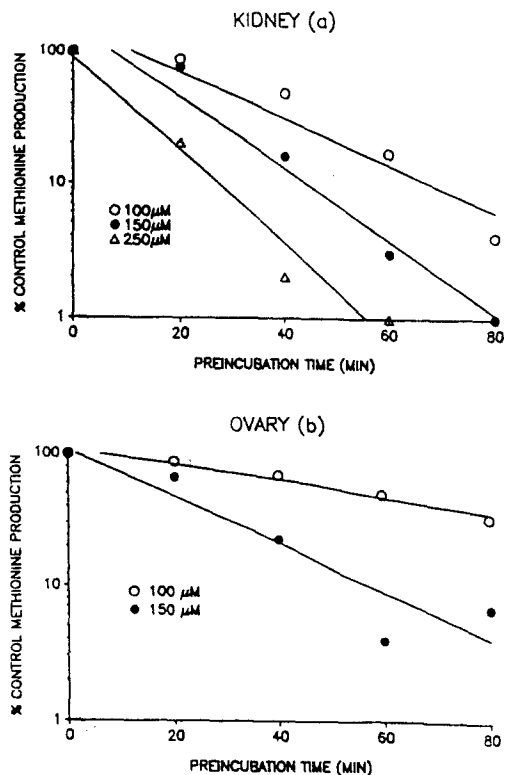 KIDNEY (a)
% CONTROL METHIONINE PRODUCTION
100
10
1
○ 100μM
● 150μM
△ 250μM
0 20 40 60 80
PREINCUBATION TIME (MIN)
OVARY (b)
% CONTROL METHIONINE PRODUCTION
100
10
1
○ 100 μM
● 150 μM
0 20 40 60 80
PREINCUBATION TIME (MIN)